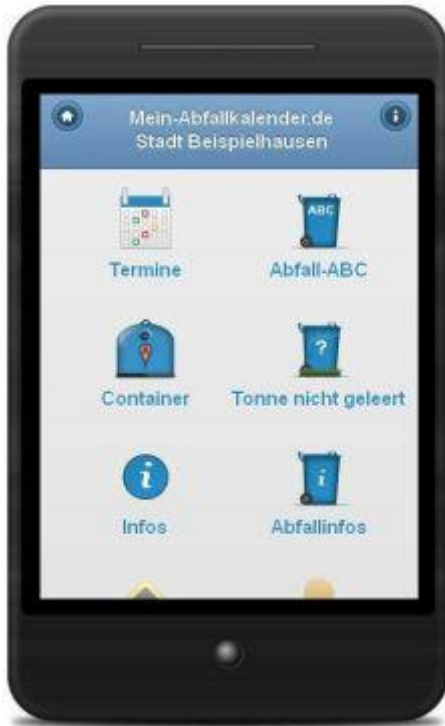 Mein-Abfallkalender.de
Stadt Beispielhausen
Termine
ABC
Abfall-ABC
Container
?
Tonne nicht geleert
i
Infos
i
Abfallinfos